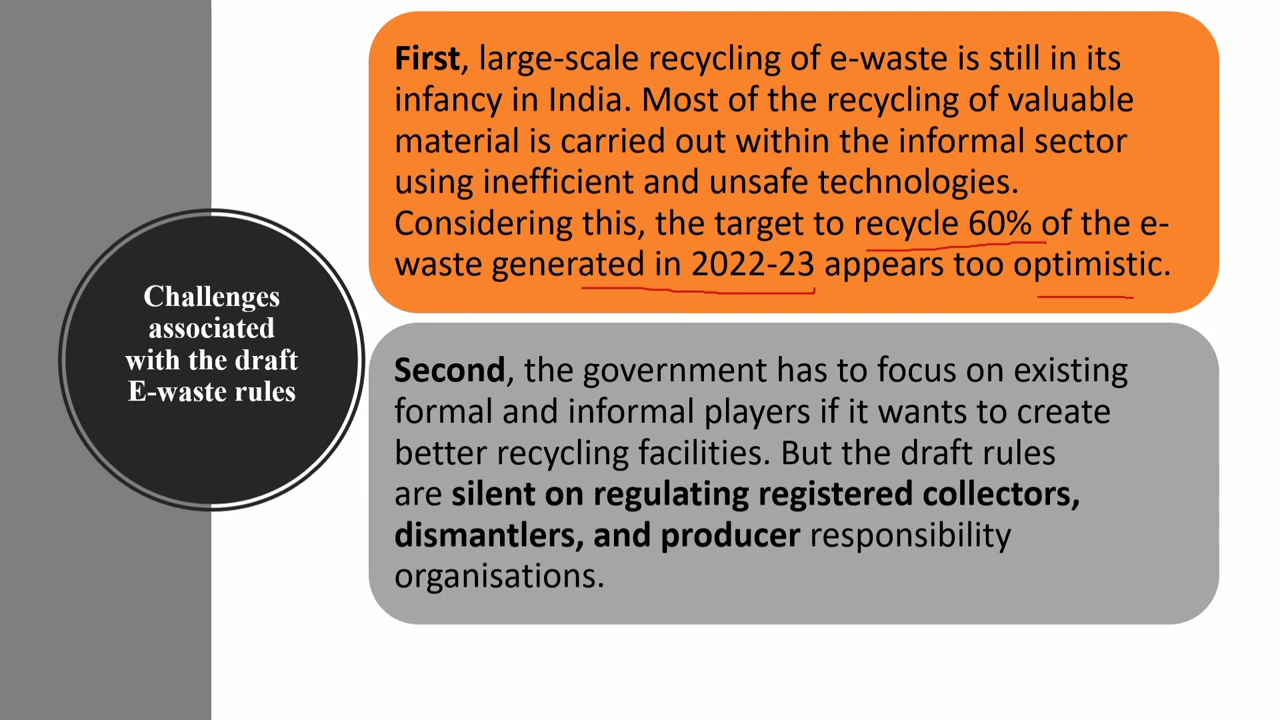 Challenges
associated
with the draft
E-waste rules
First, large-scale recycling of e-waste is still in its
infancy in India. Most of the recycling of valuable
material is carried out within the informal sector
using inefficient and unsafe technologies.
Considering this, the target to recycle 60% of the e-
waste generated in 2022-23 appears too optimistic.
Second, the government has to focus on existing
formal and informal players if it wants to create
better recycling facilities. But the draft rules
are silent on regulating registered collectors,
dismantlers, and producer responsibility
organisations.